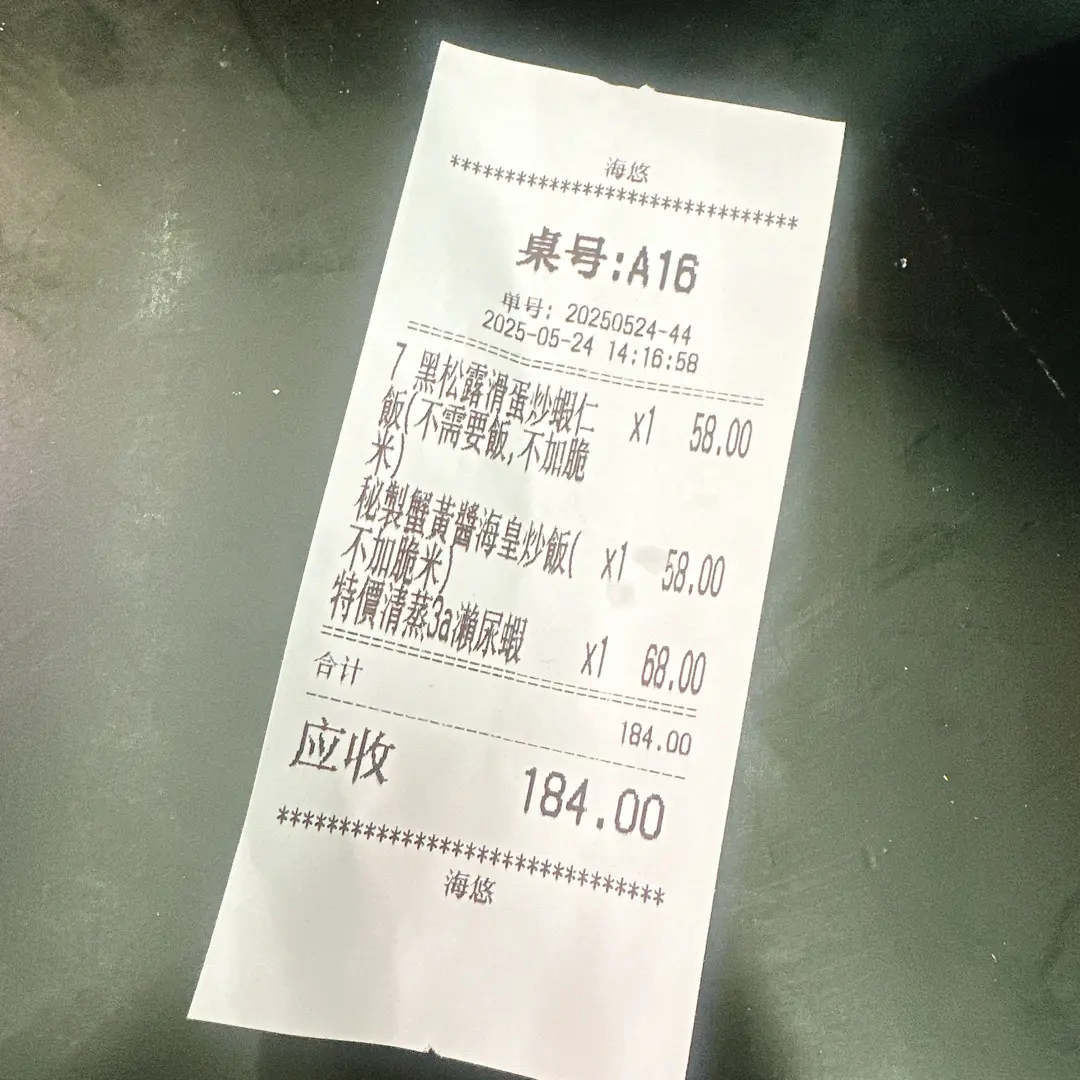 海悠
********************************
桌号:A16
单号: 20250524-44
2025-05-24 14:16:58
7 黑松露滑蛋炒蝦仁 x1 58.00
飯(不需要飯,不加脆
米)
秘製蟹黃醬海皇炒飯( x1 58.00
不加脆米)
特價清蒸3a瀨尿蝦 x1 68.00
合计 184.00
应收 184.00
********************************
海悠